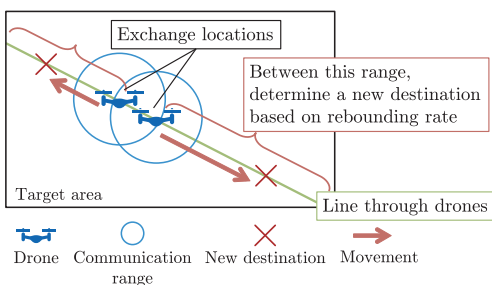 Exchange locations
Between this range,
determine a new destination
based on rebounding rate
Target area
Line through drones
Drone
Communication
range
New destination
Movement